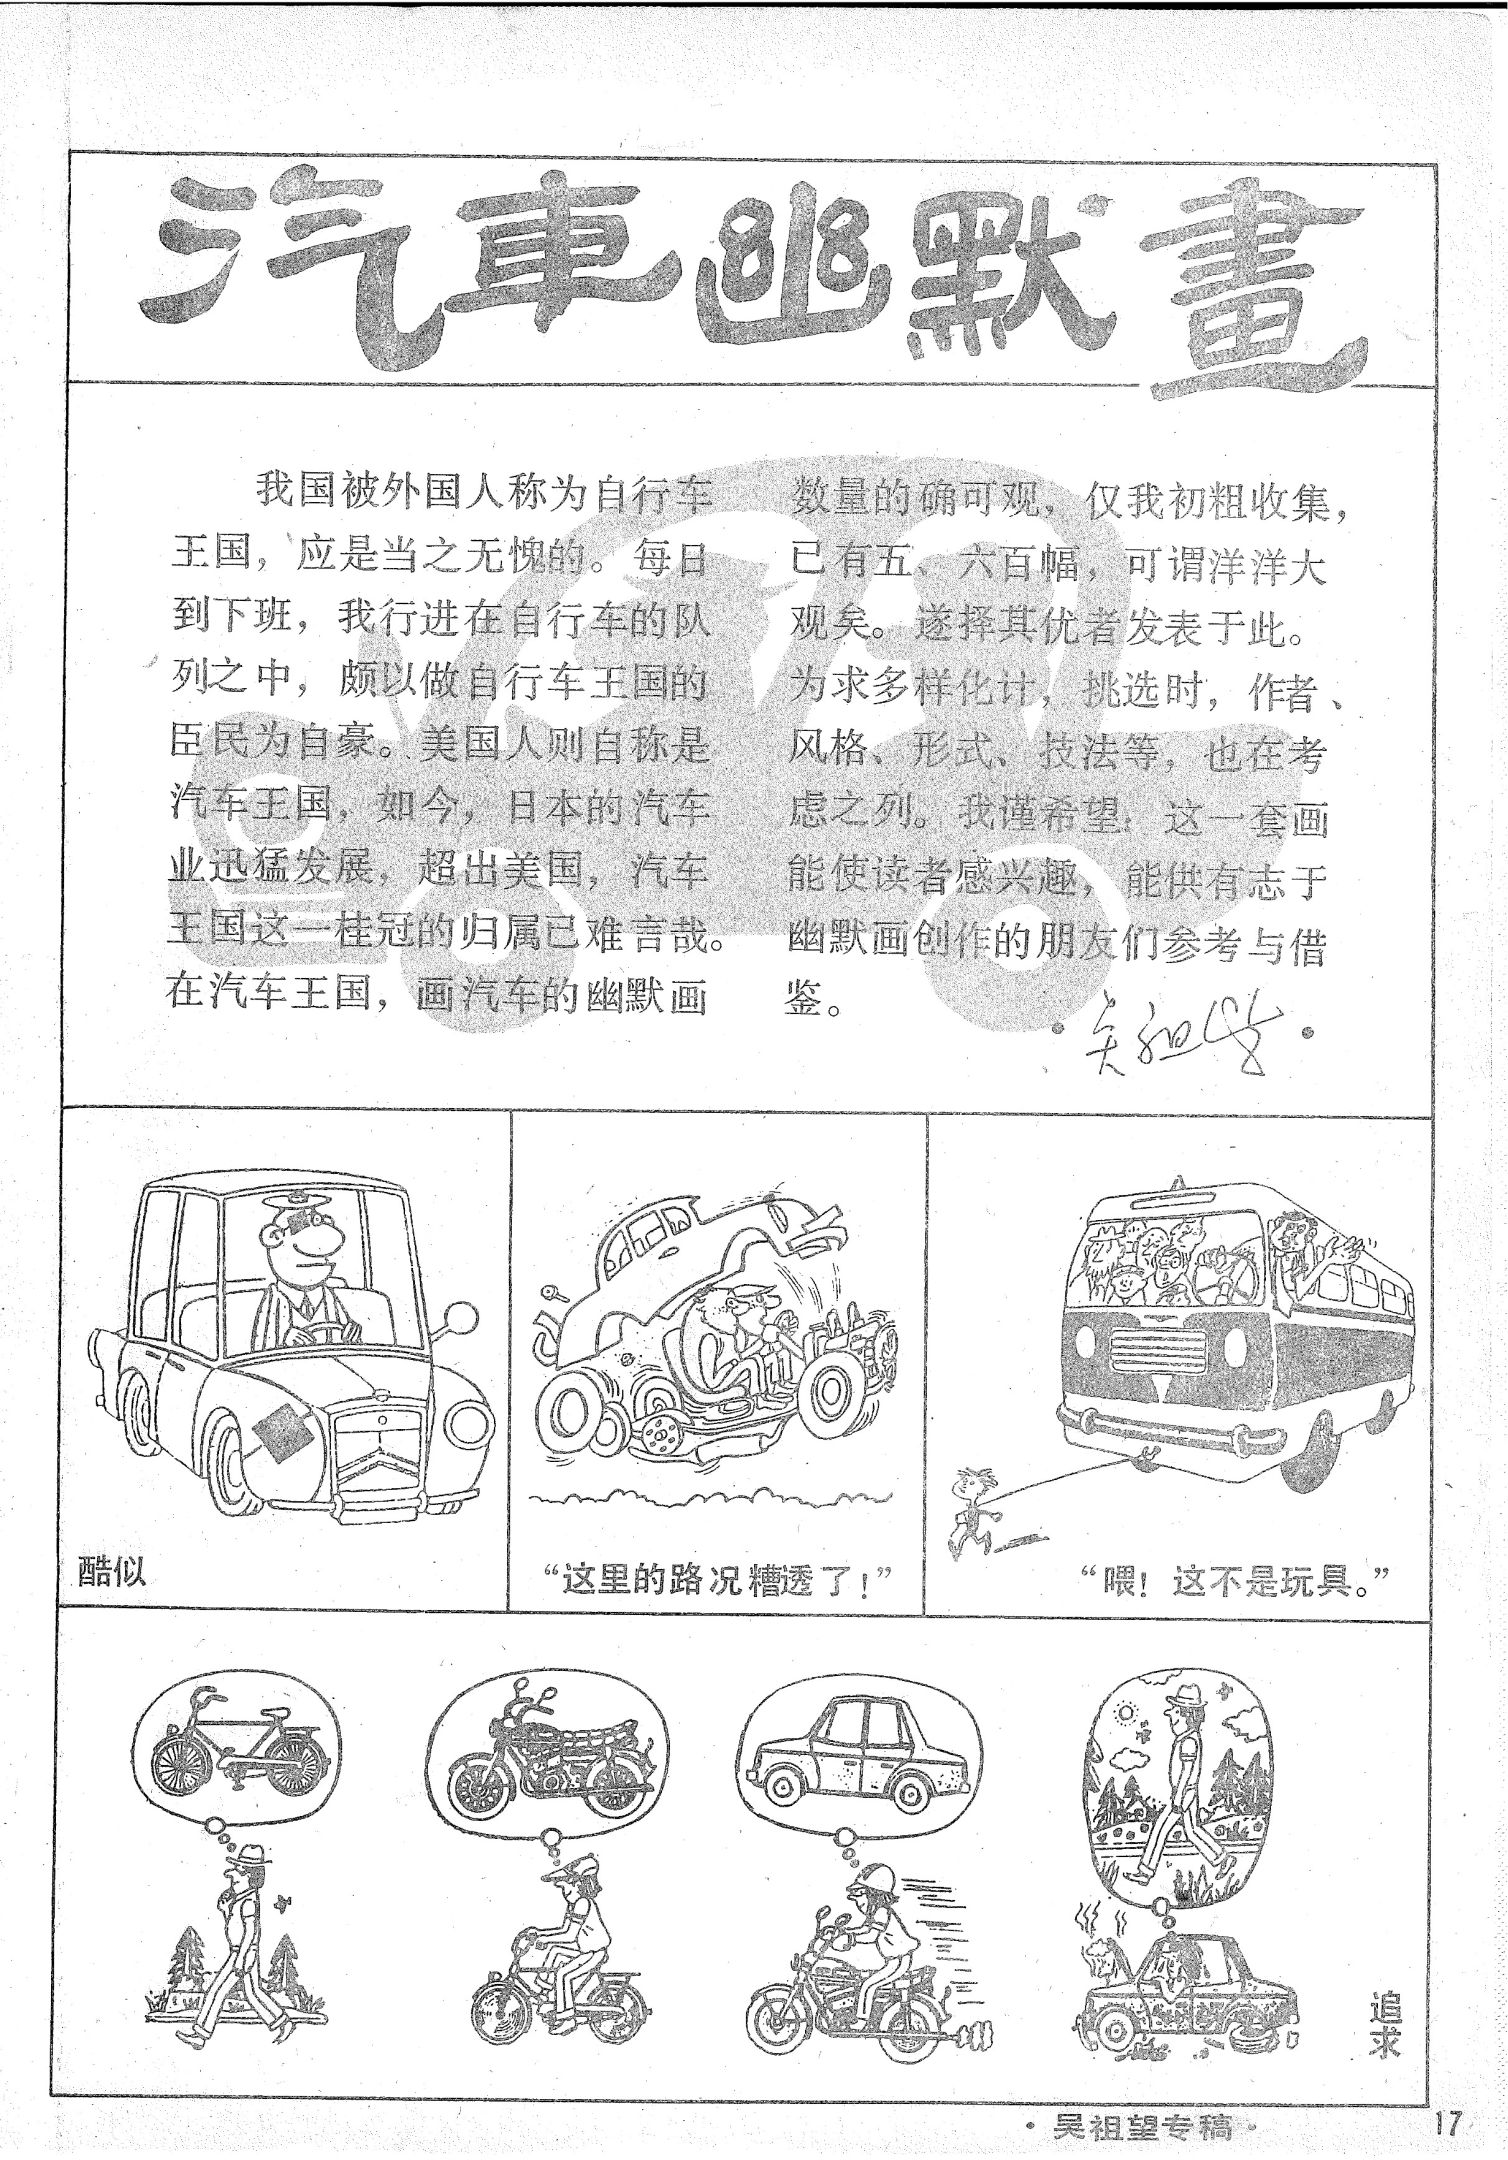 汽車幽默畫
我国被外国人称为自行车
王国，应是当之无愧的。每日
到下班，我行进在自行车的队
列之中，颇以做自行车王国的
臣民为自豪。美国人则自称是
汽车王国，如今，日本的汽车
业迅猛发展，超出美国，汽车
王国这一桂冠的归属已难言哉。
在汽车王国，画汽车的幽默画
数量的确可观，仅我初粗收集，
已有五、六百幅，可谓洋洋大
观矣。遂择其优者发表于此。
为求多样化计，挑选时，作者、
风格、形式、技法等，也在考
虑之列。我谨希望：这一套画
能使读者感兴趣，能供有志于
幽默画创作的朋友们参考与借
鉴。
·吴祖望·
酷似
“这里的路况糟透了！”
“喂！这不是玩具。”
追求
·吴祖望专稿·
17